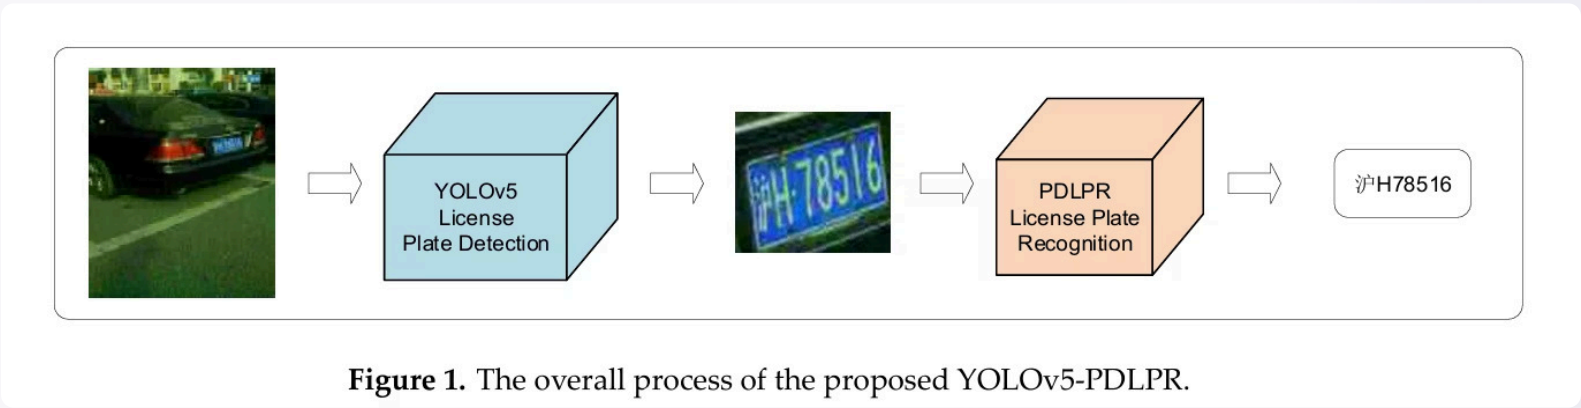 YOLOv5
License
Plate Detection
沪H·78516
PDLPR
License Plate
Recognition
沪H78516
Figure 1. The overall process of the proposed YOLOv5-PDLPR.